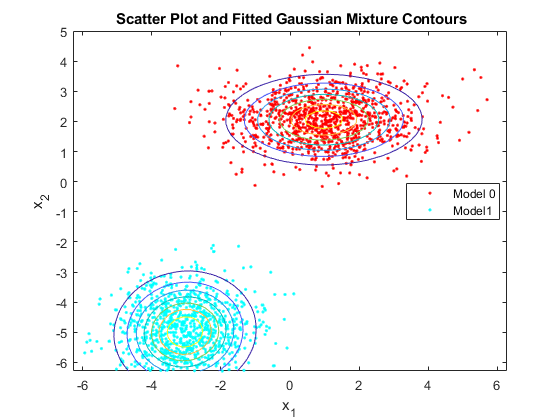 Scatter Plot and Fitted Gaussian Mixture Contours
5
4
3
2
1
0
-1
-2
-3
-4
-5
-6
x2
Model 0
Model1
-6 -4 -2 0 2 4 6
x1